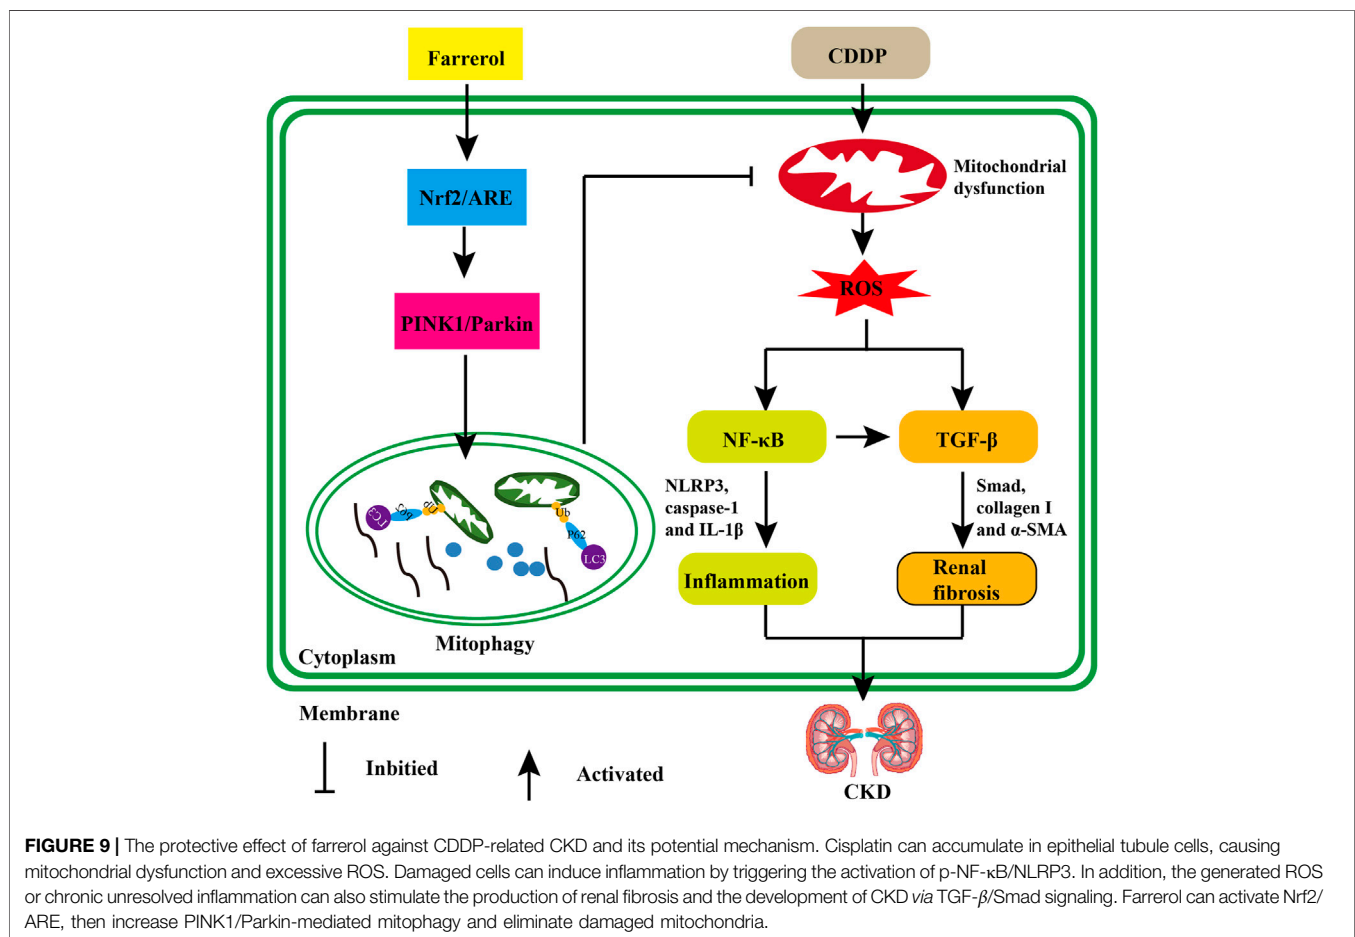 Farrerol
CDDP
Nrf2/ARE
Mitochondrial
dysfunction
PINK1/Parkin
ROS
NF-κB
TGF-β
NLRP3,
caspase-1
and IL-1β
Smad,
collagen I
and α-SMA
Inflammation
Renal
fibrosis
LC3
P62
Ub
Ub
P62
LC3
Mitophagy
Cytoplasm
Membrane
Inbitied
Activated
CKD
FIGURE 9 | The protective effect of farrerol against CDDP-related CKD and its potential mechanism. Cisplatin can accumulate in epithelial tubule cells, causing
mitochondrial dysfunction and excessive ROS. Damaged cells can induce inflammation by triggering the activation of p-NF-κB/NLRP3. In addition, the generated ROS
or chronic unresolved inflammation can also stimulate the production of renal fibrosis and the development of CKD via TGF-β/Smad signaling. Farrerol can activate Nrf2/
ARE, then increase PINK1/Parkin-mediated mitophagy and eliminate damaged mitochondria.